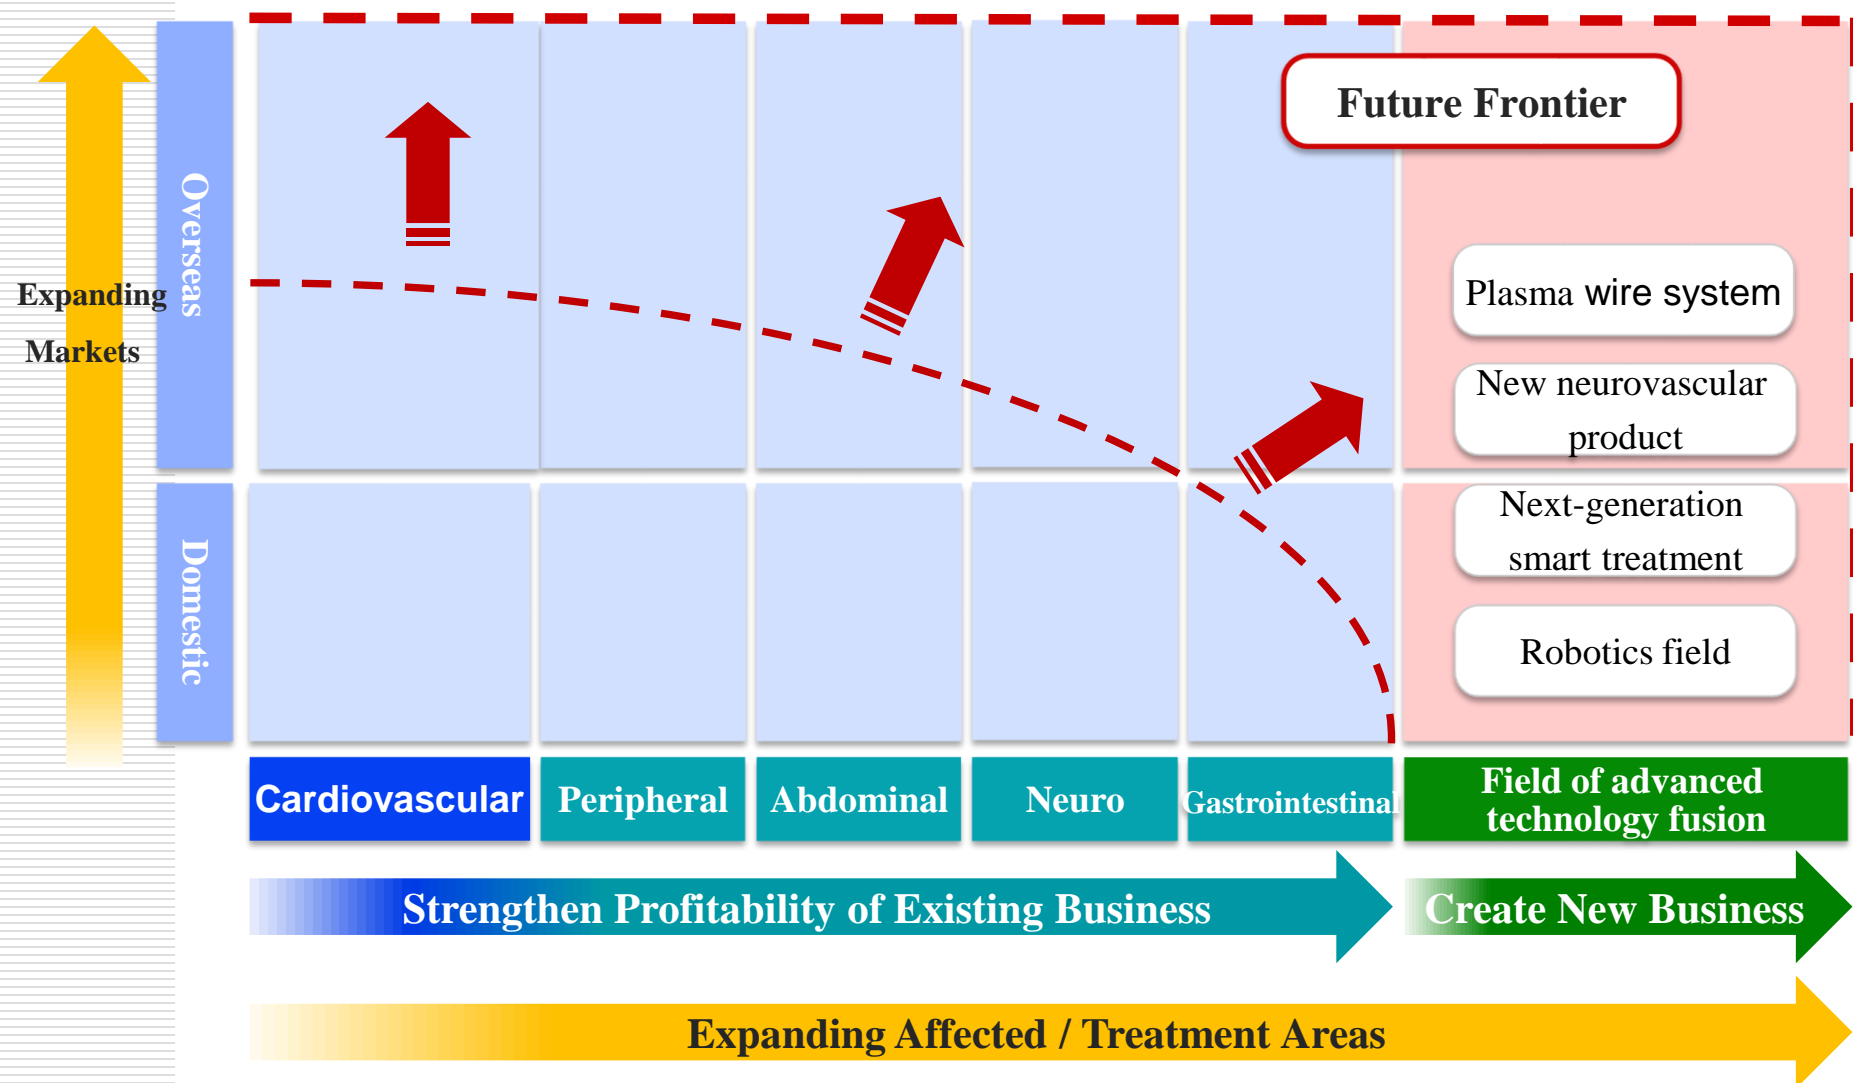 Future Frontier
Overseas
Expanding
Markets
Plasma wire system
New neurovascular
product
Next-generation
smart treatment
Domestic
Robotics field
Cardiovascular
Peripheral
Abdominal
Neuro
Gastrointestinal
Field of advanced
technology fusion
Strengthen Profitability of Existing Business
Create New Business
Expanding Affected / Treatment Areas